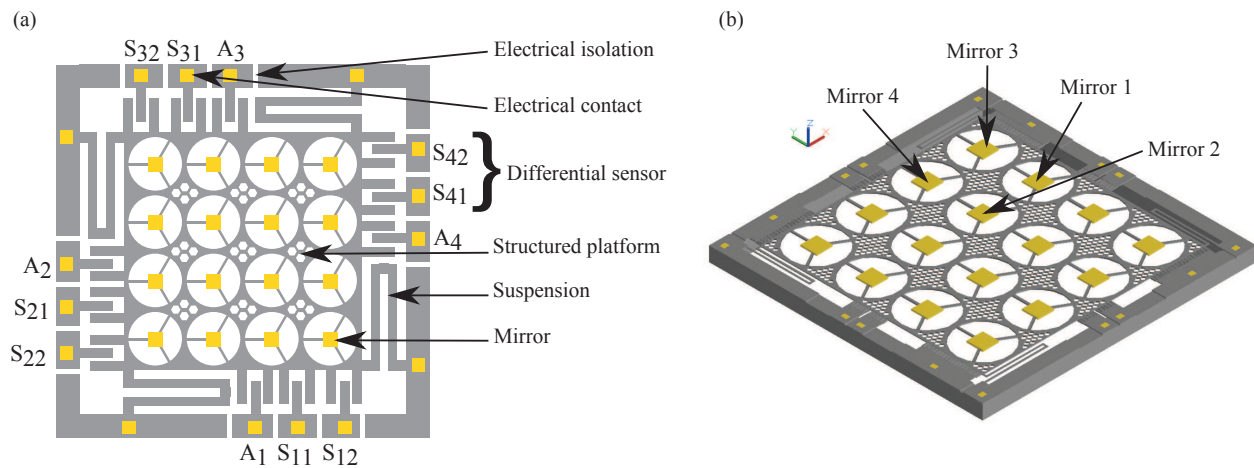 (a)
S32 S31 A3
Electrical isolation
Electrical contact
S42
S41
Differential sensor
A4
Structured platform
A2
S21
S22
Suspension
Mirror
A1 S11 S12
(b)
Mirror 3
Mirror 4
Mirror 1
Mirror 2
Z
Y
X